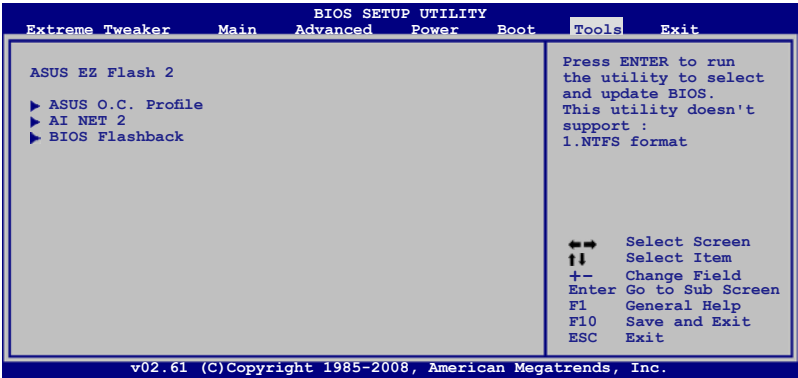 BIOS SETUP UTILITY
Extreme Tweaker Main Advanced Power Boot Tools Exit
ASUS EZ Flash 2
ASUS O.C. Profile
AI NET 2
BIOS Flashback
Press ENTER to run
the utility to select
and update BIOS.
This utility doesn't
support :
1.NTFS format
Select Screen
Select Item
+- Change Field
Enter Go to Sub Screen
F1 General Help
F10 Save and Exit
ESC Exit
v02.61 (C)Copyright 1985-2008, American Megatrends, Inc.